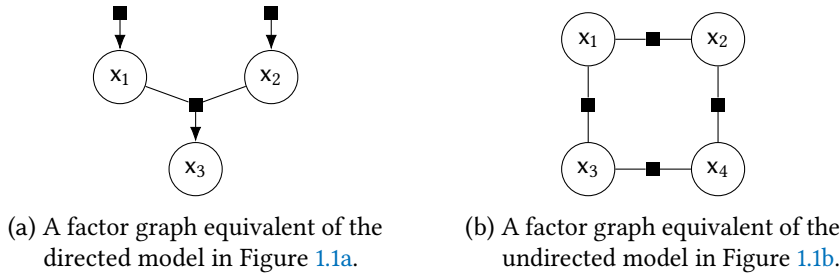 x1
x2
x3
x1
x2
x3
x4
(a) A factor graph equivalent of the
directed model in Figure 1.1a.
(b) A factor graph equivalent of the
undirected model in Figure 1.1b.